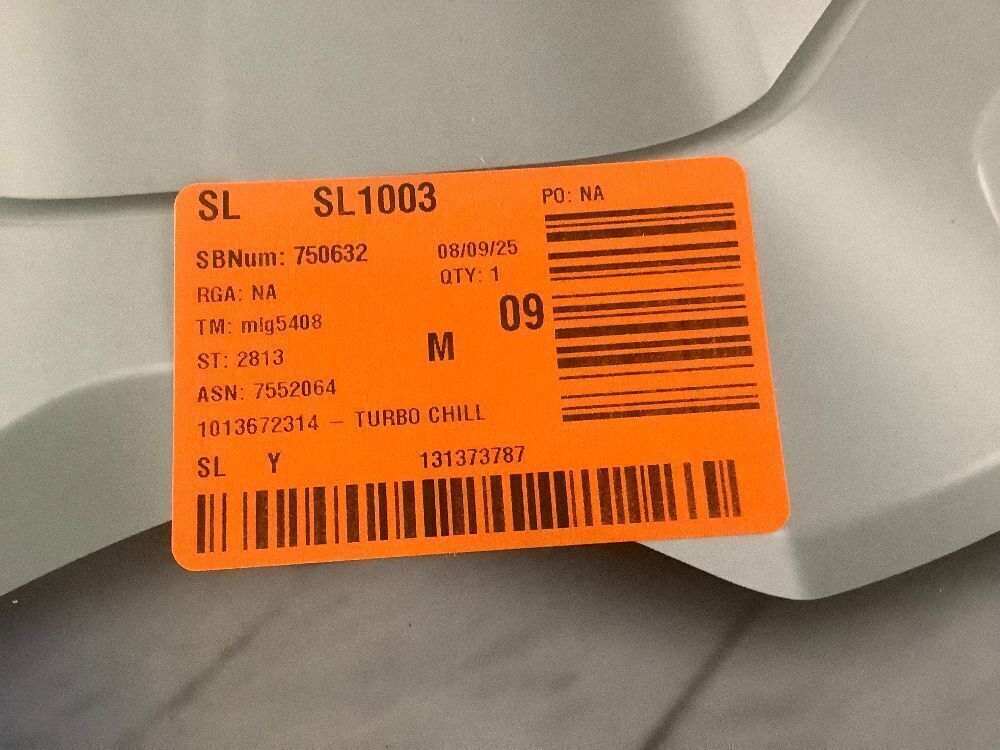 SL SL1003 PO: NA
SBNum: 750632 08/09/25
QTY: 1
RGA: NA
09
TM: mlg5408
M
ST: 2813
ASN: 7552064
1013672314 – TURBO CHILL
SL Y 131373787